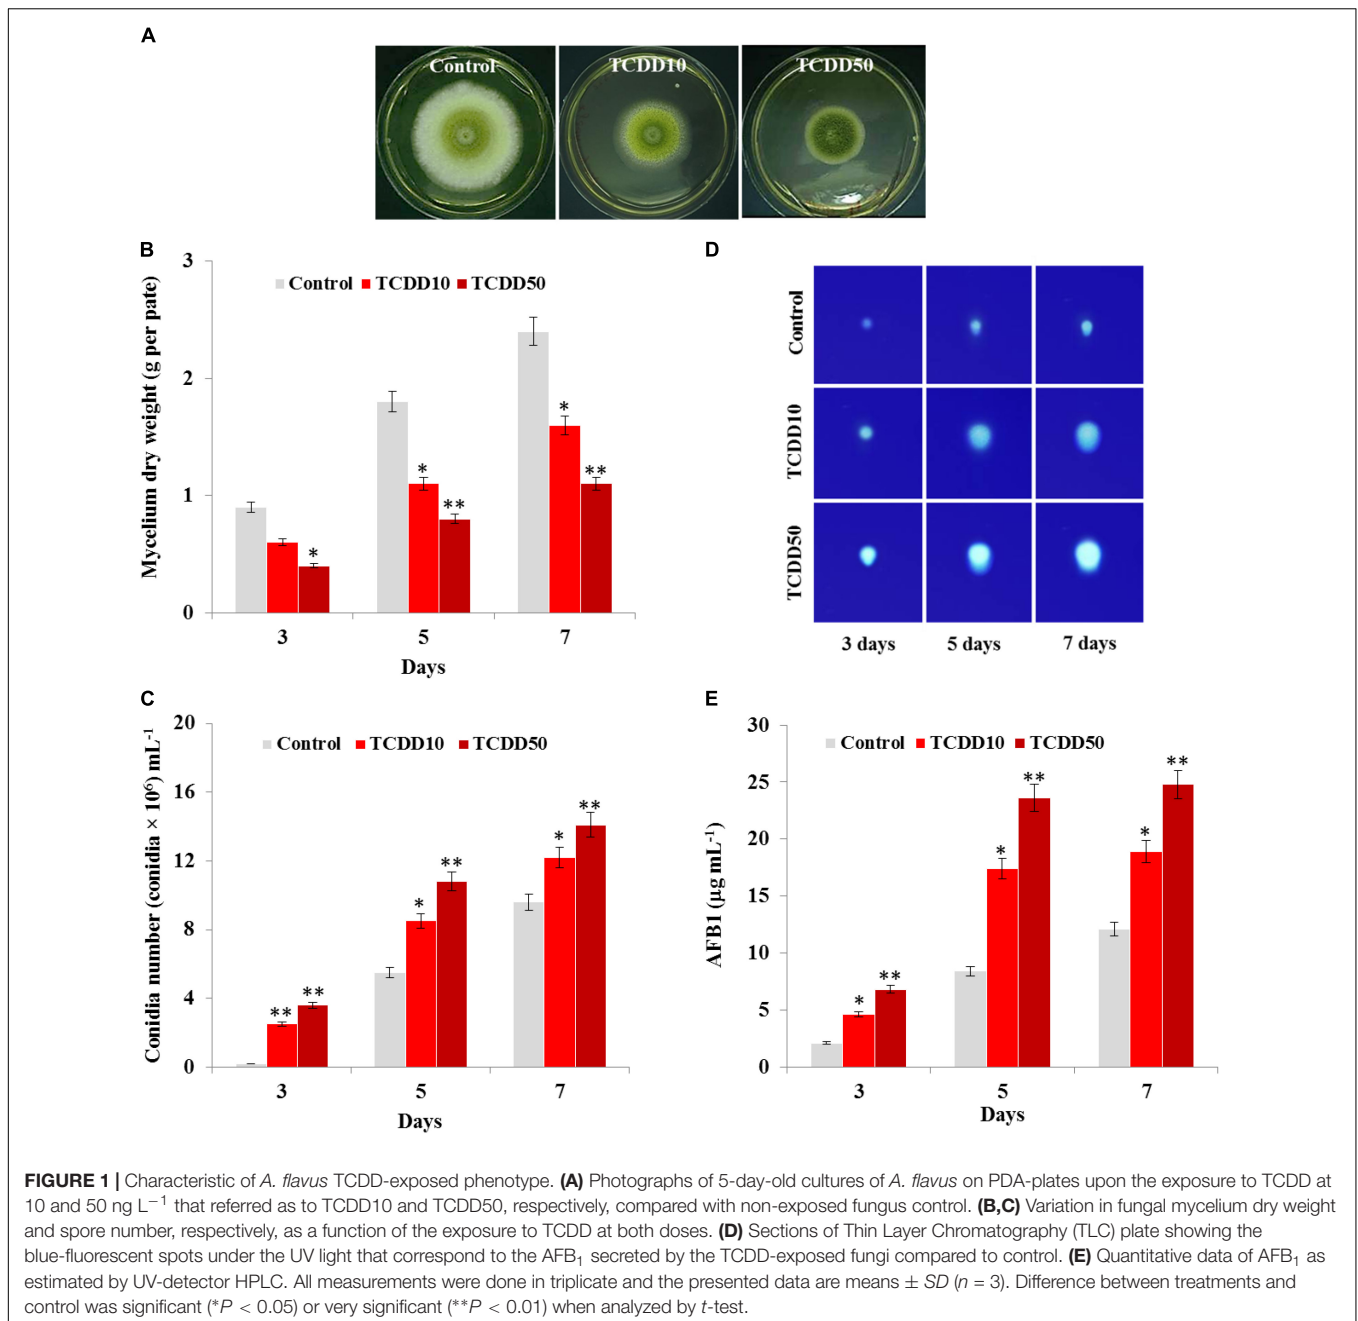 A
Control
TCDD10
TCDD50
B
3
2
1
0
Mycelium dry weight (g per pate)
Control TCDD10 TCDD50
*
* **
* **
3 5 7
Days
D
Control
TCDD10
TCDD50
3 days 5 days 7 days
C
20
16
12
8
4
0
Conidia number (conidia × 10⁶) mL⁻¹
Control TCDD10 TCDD50
** **
* **
* **
3 5 7
Days
E
30
25
20
15
10
5
0
AFB1 (µg mL⁻¹)
Control TCDD10 TCDD50
* **
* **
* **
3 5 7
Days
FIGURE 1 | Characteristic of A. flavus TCDD-exposed phenotype. (A) Photographs of 5-day-old cultures of A. flavus on PDA-plates upon the exposure to TCDD at
10 and 50 ng L⁻¹ that referred as to TCDD10 and TCDD50, respectively, compared with non-exposed fungus control. (B,C) Variation in fungal mycelium dry weight
and spore number, respectively, as a function of the exposure to TCDD at both doses. (D) Sections of Thin Layer Chromatography (TLC) plate showing the
blue-fluorescent spots under the UV light that correspond to the AFB₁ secreted by the TCDD-exposed fungi compared to control. (E) Quantitative data of AFB₁ as
estimated by UV-detector HPLC. All measurements were done in triplicate and the presented data are means ± SD (n = 3). Difference between treatments and
control was significant (*P < 0.05) or very significant (**P < 0.01) when analyzed by t-test.